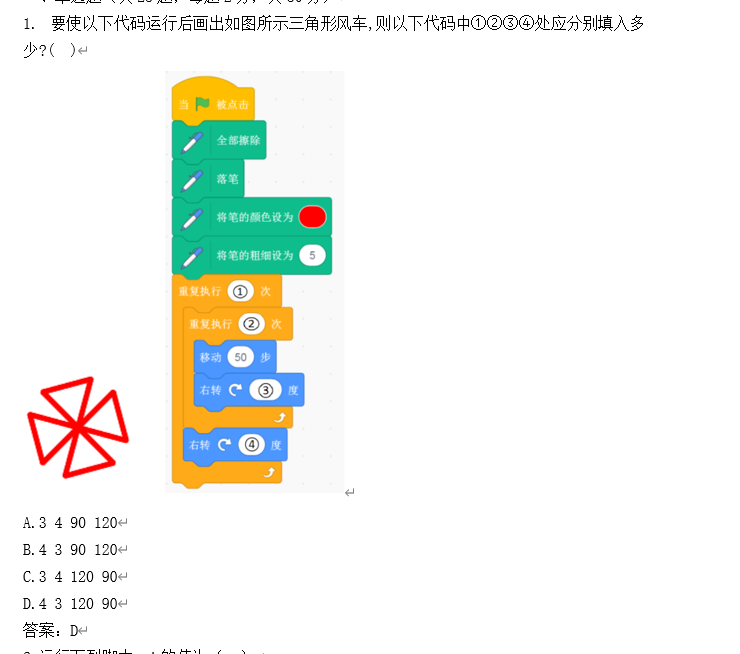 1. 要使以下代码运行后画出如图所示三角形风车,则以下代码中①②③④处应分别填入多
少?( )
当 被点击
全部擦除
落笔
将笔的颜色设为
将笔的粗细设为 5
重复执行 ① 次
重复执行 ② 次
移动 50 步
右转 ③ 度
右转 ④ 度
A.3 4 90 120
B.4 3 90 120
C.3 4 120 90
D.4 3 120 90
答案：D